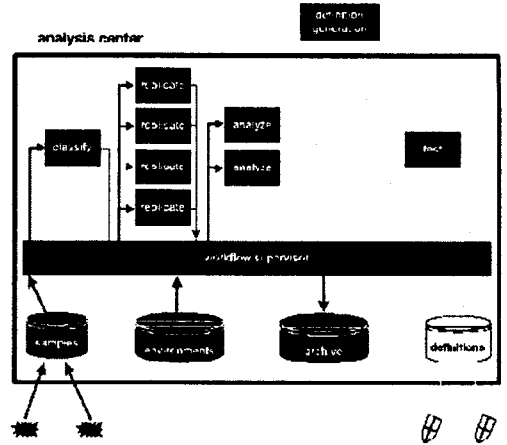 definition
generation
analysis center
replicate
replicate
replicate
replicate
classify
analyze
analyze
test
workflow supervisor
samples
environments
archive
definitions